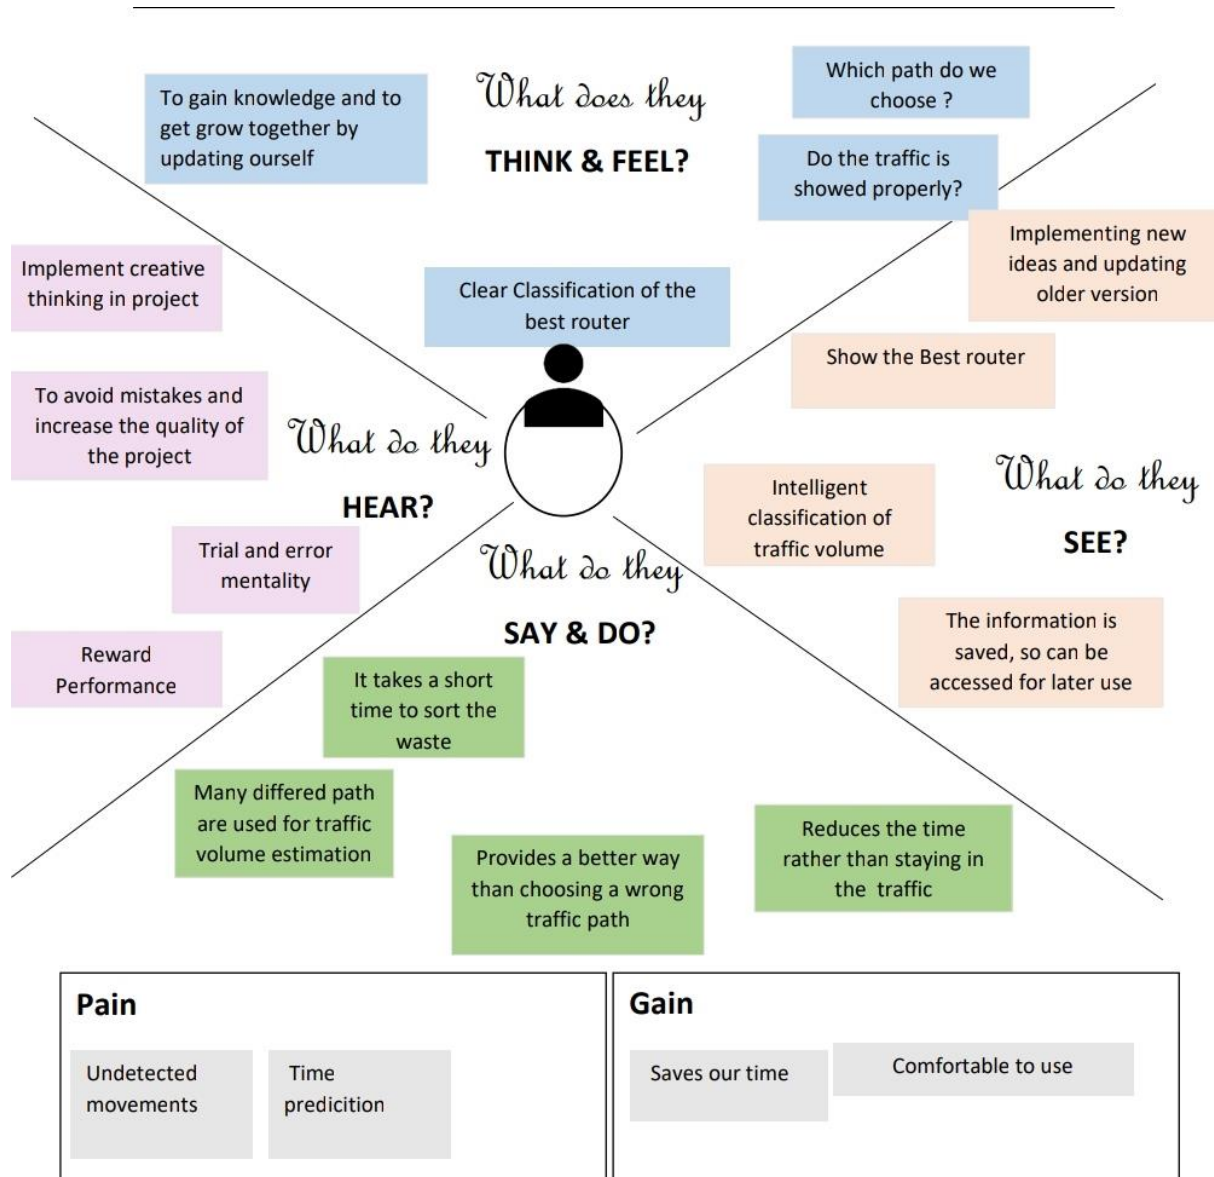 What does they
THINK & FEEL?
To gain knowledge and to
get grow together by
updating ourself
Which path do we
choose ?
Do the traffic is
showed properly?
Clear Classification of the
best router
Implement creative
thinking in project
To avoid mistakes and
increase the quality of
the project
What do they
HEAR?
Trial and error
mentality
Reward
Performance
Implementing new
ideas and updating
older version
Show the Best router
Intelligent
classification of
traffic volume
What do they
SEE?
The information is
saved, so can be
accessed for later use
What do they
SAY & DO?
It takes a short
time to sort the
waste
Many differed path
are used for traffic
volume estimation
Provides a better way
than choosing a wrong
traffic path
Reduces the time
rather than staying in
the traffic
Pain
Undetected
movements
Time
predicition
Gain
Saves our time
Comfortable to use